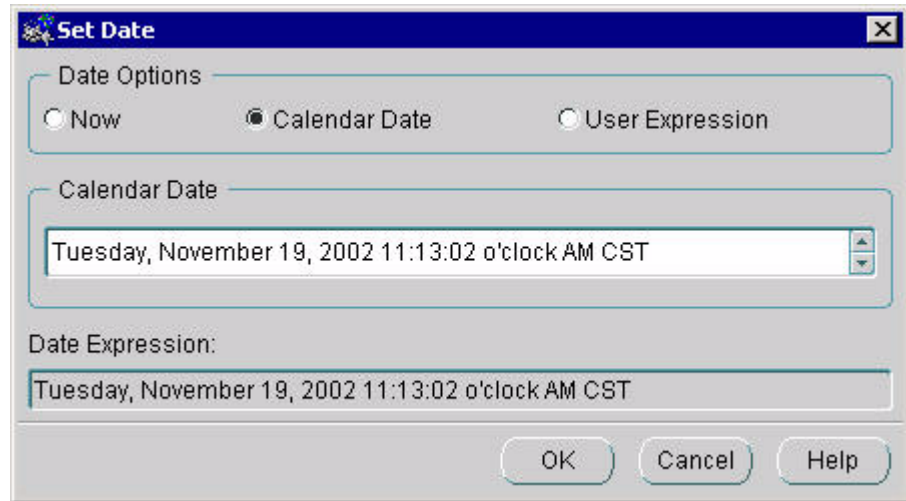 Set Date
Date Options
Now Calendar Date User Expression
Calendar Date
Tuesday, November 19, 2002 11:13:02 o'clock AM CST
Date Expression:
Tuesday, November 19, 2002 11:13:02 o'clock AM CST
OK Cancel Help